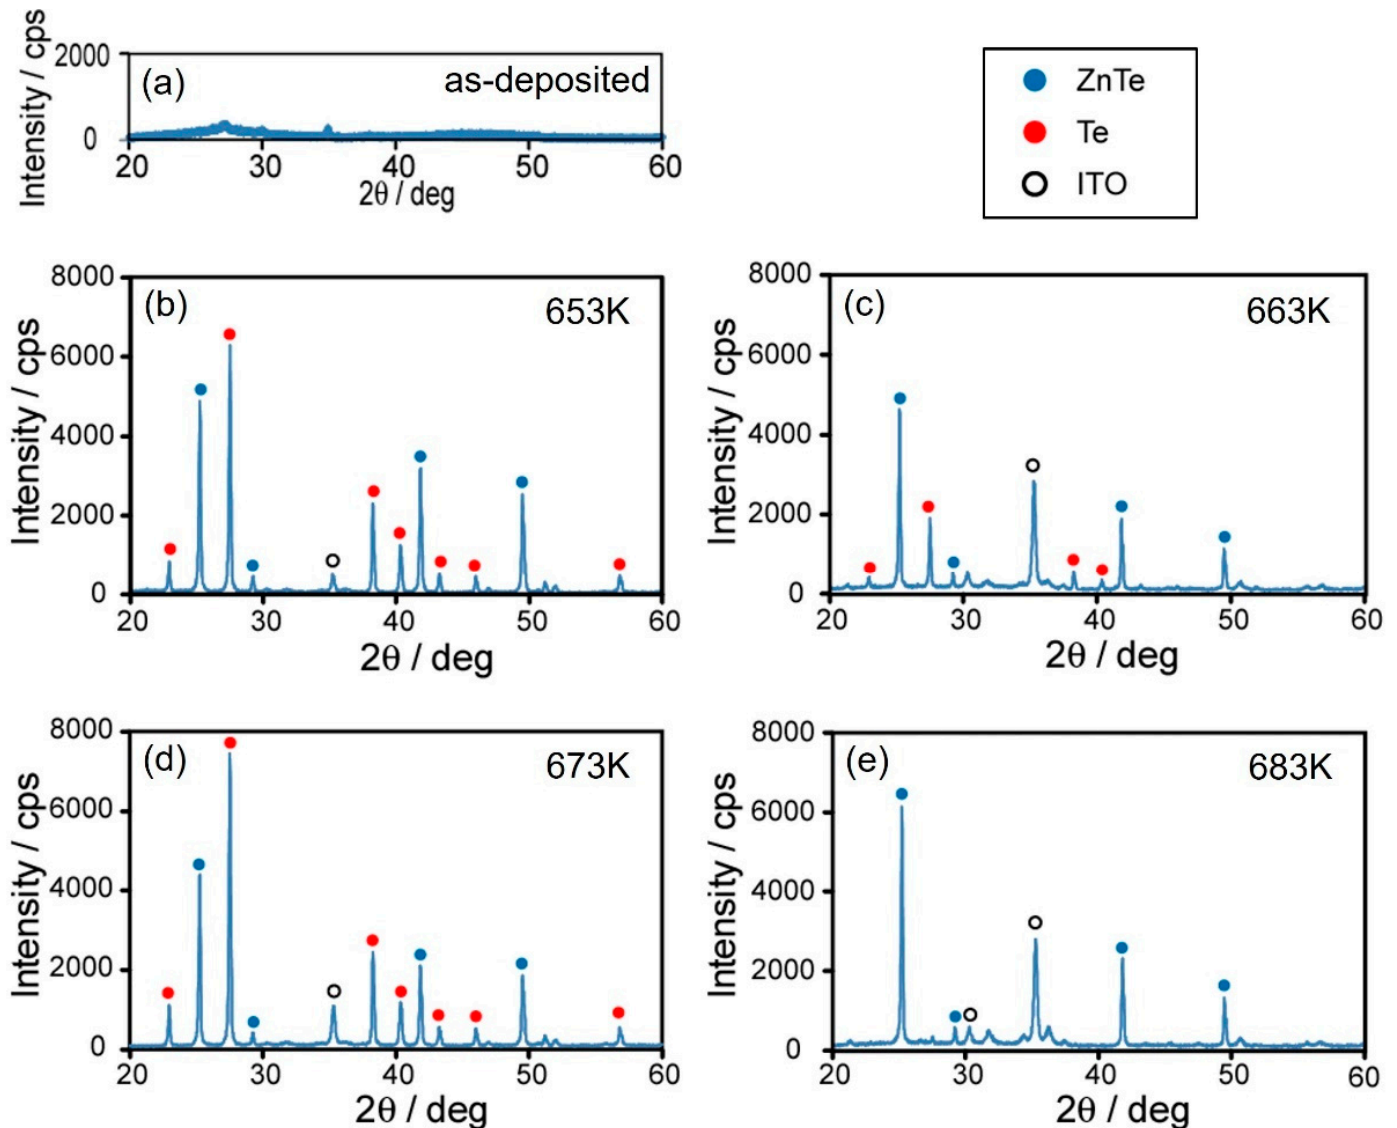 2000
0
Intensity / cps
(a)
as-deposited
20 30 40 50 60
2θ / deg
ZnTe
Te
ITO
8000
6000
4000
2000
0
Intensity / cps
(b)
653K
20 30 40 50 60
2θ / deg
8000
6000
4000
2000
0
Intensity / cps
(c)
663K
20 30 40 50 60
2θ / deg
8000
6000
4000
2000
0
Intensity / cps
(d)
673K
20 30 40 50 60
2θ / deg
8000
6000
4000
2000
0
Intensity / cps
(e)
683K
20 30 40 50 60
2θ / deg